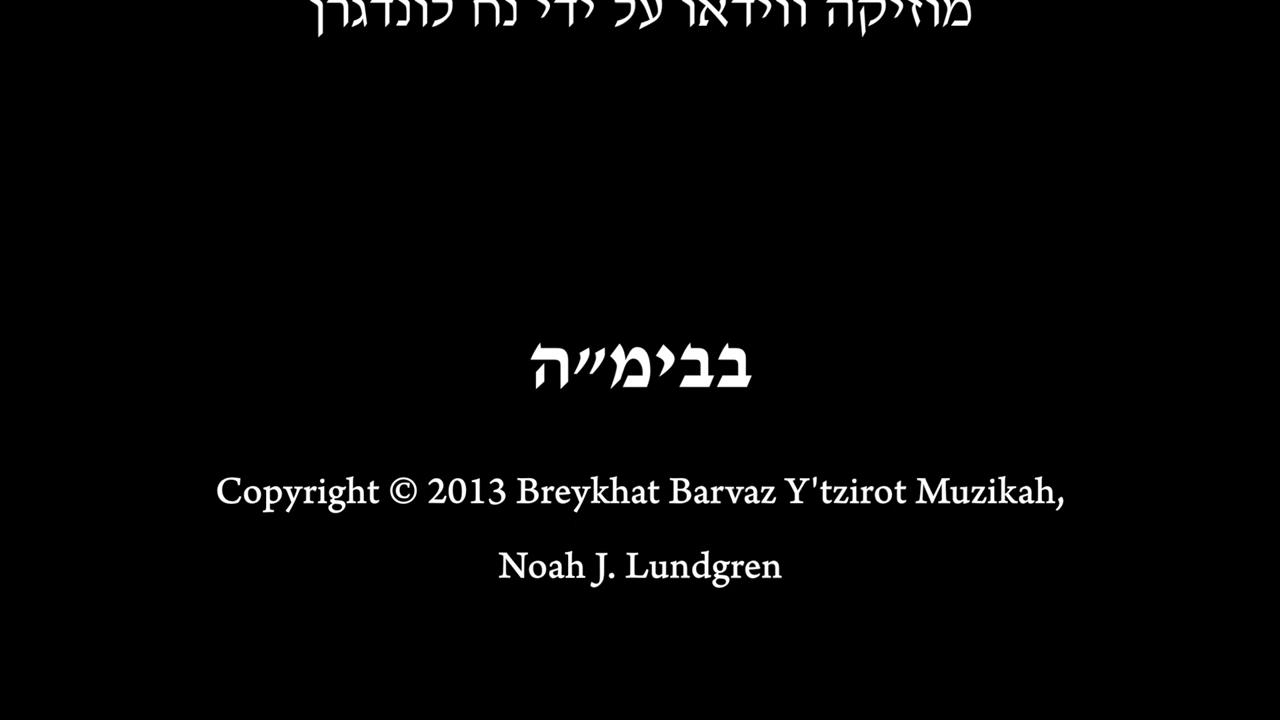 מוזיקה ווידאו על ידי נח לונדגרן
בבימ״ה
Copyright © 2013 Breykhat Barvaz Y'tzirot Muzikah,
Noah J. Lundgren